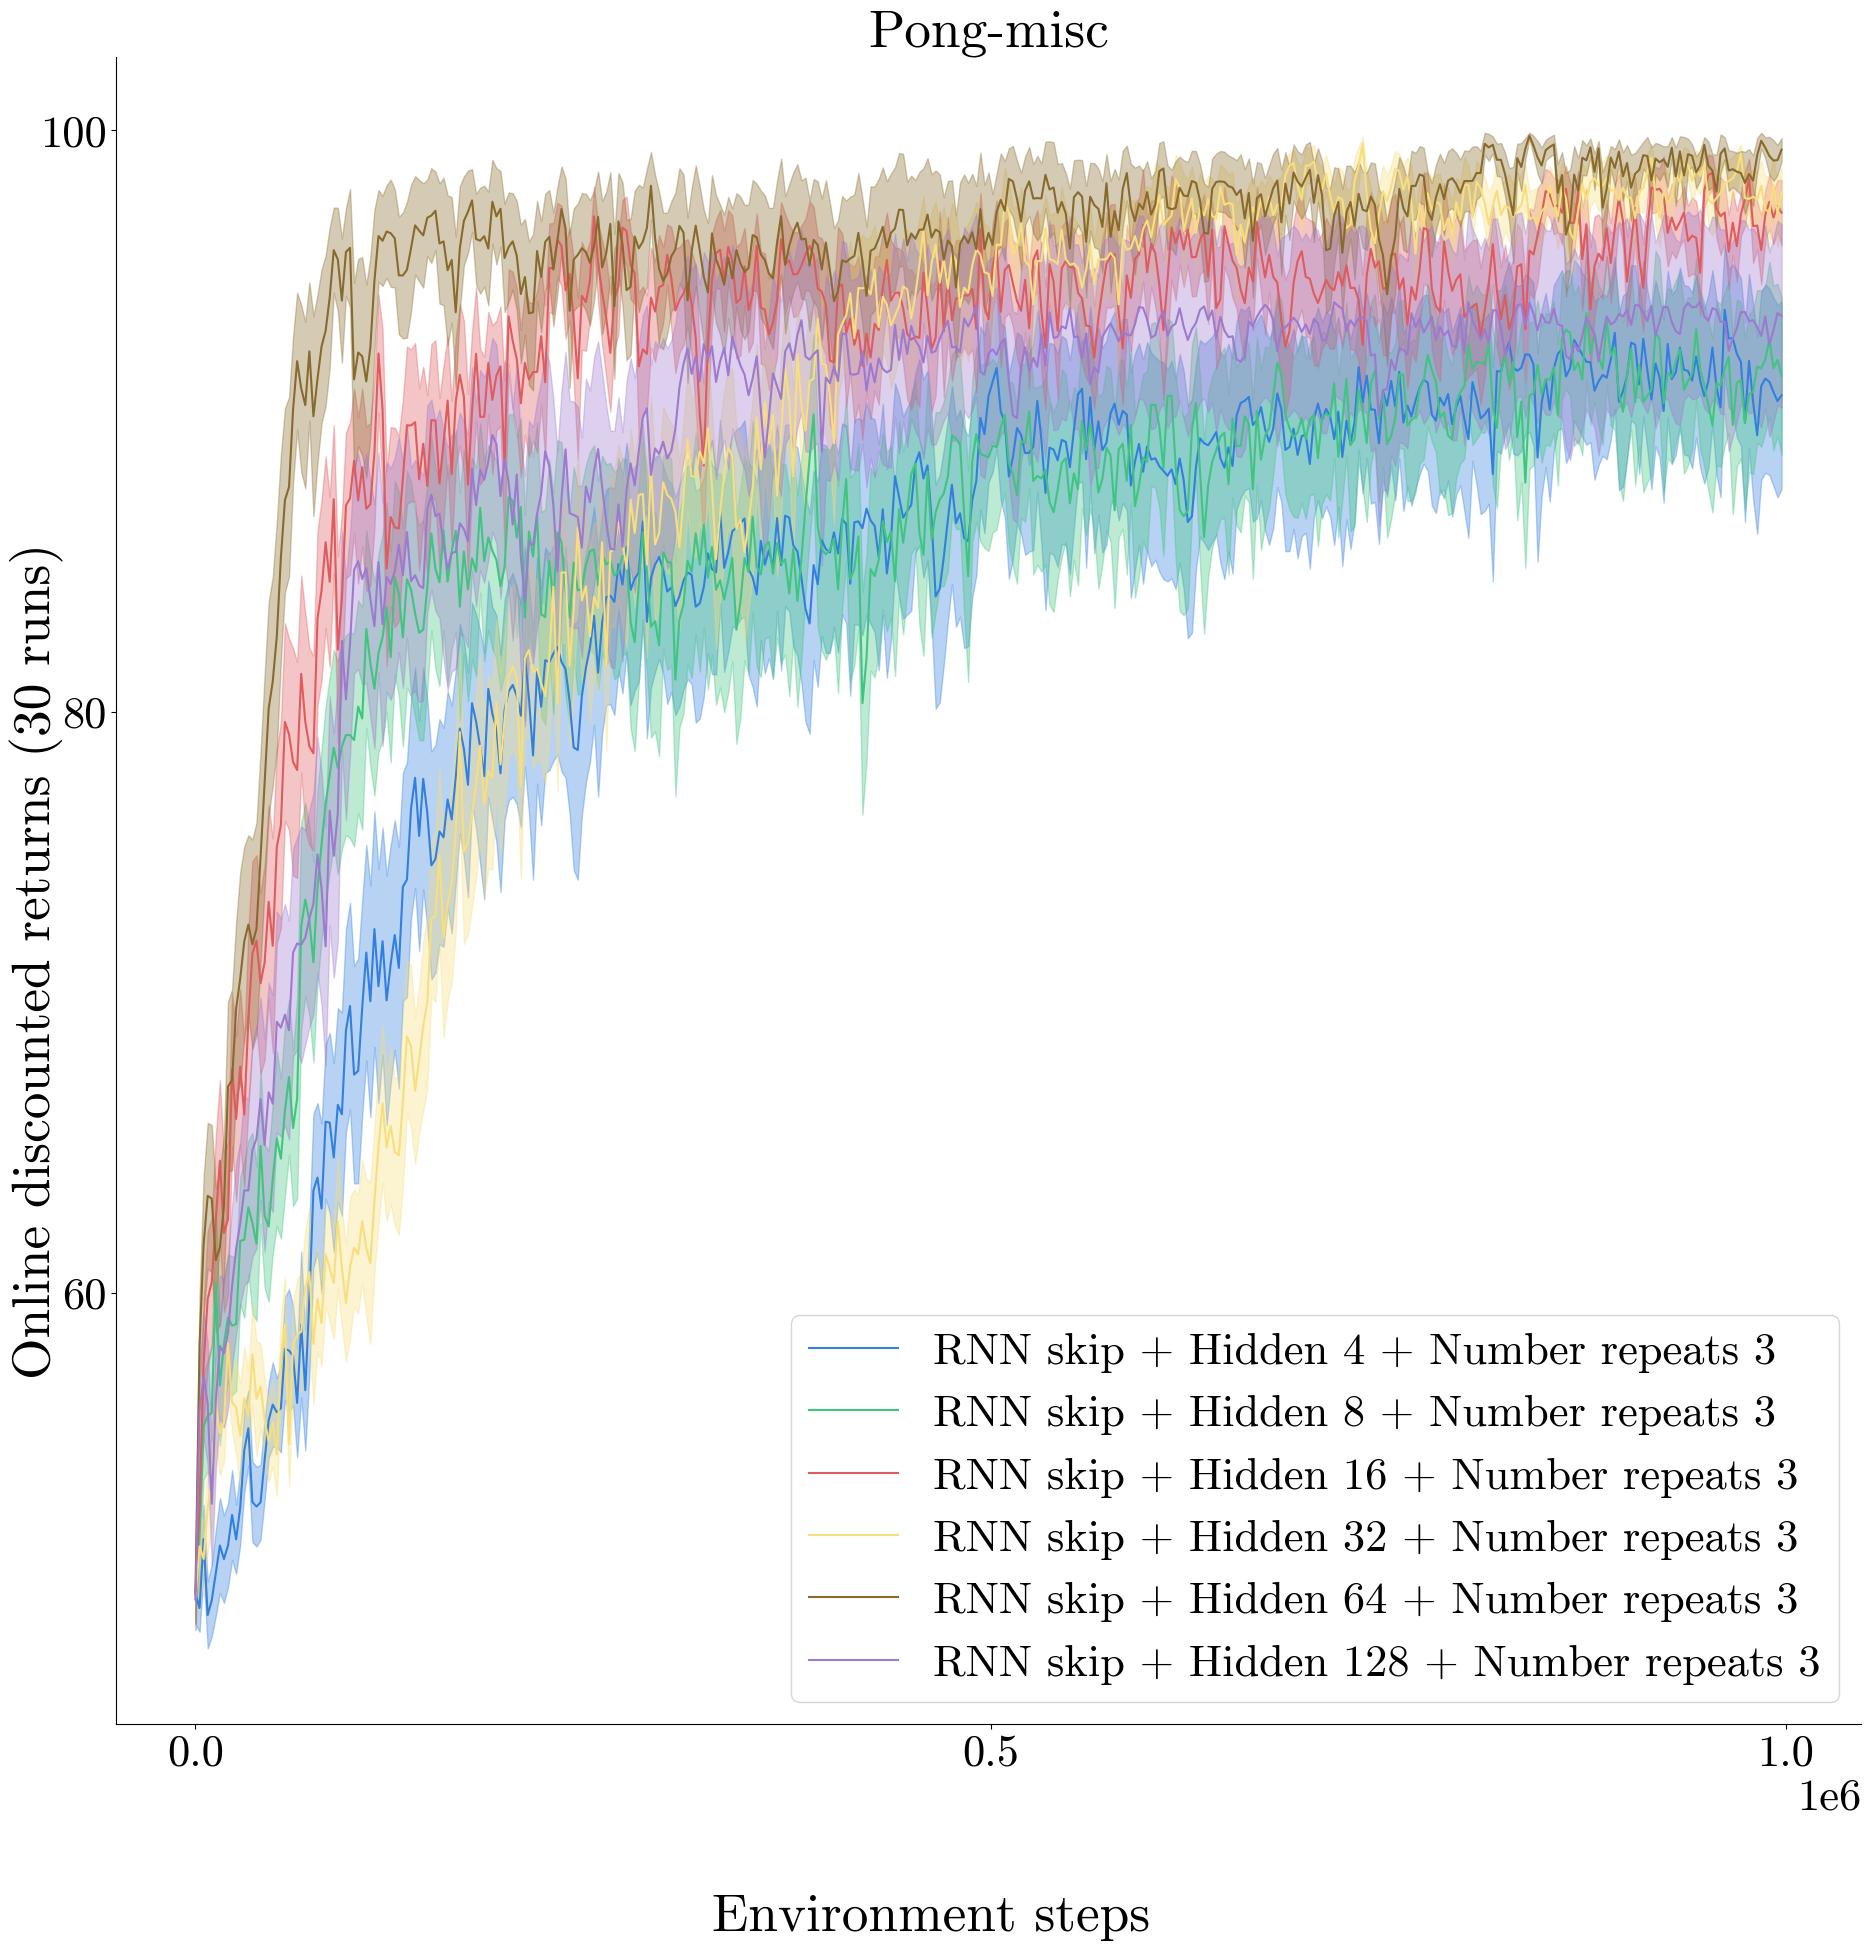 Pong-misc
Online discounted returns (30 runs)
100
80
60
RNN skip + Hidden 4 + Number repeats 3
RNN skip + Hidden 8 + Number repeats 3
RNN skip + Hidden 16 + Number repeats 3
RNN skip + Hidden 32 + Number repeats 3
RNN skip + Hidden 64 + Number repeats 3
RNN skip + Hidden 128 + Number repeats 3
0.0 0.5 1.0
1e6
Environment steps